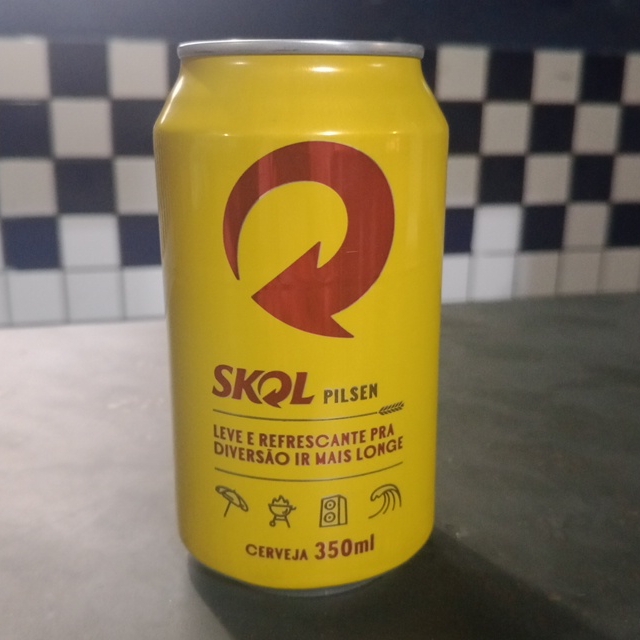 SKOL PILSEN
LEVE E REFRESCANTE PRA
DIVERSÃO IR MAIS LONGE
CERVEJA 350ml